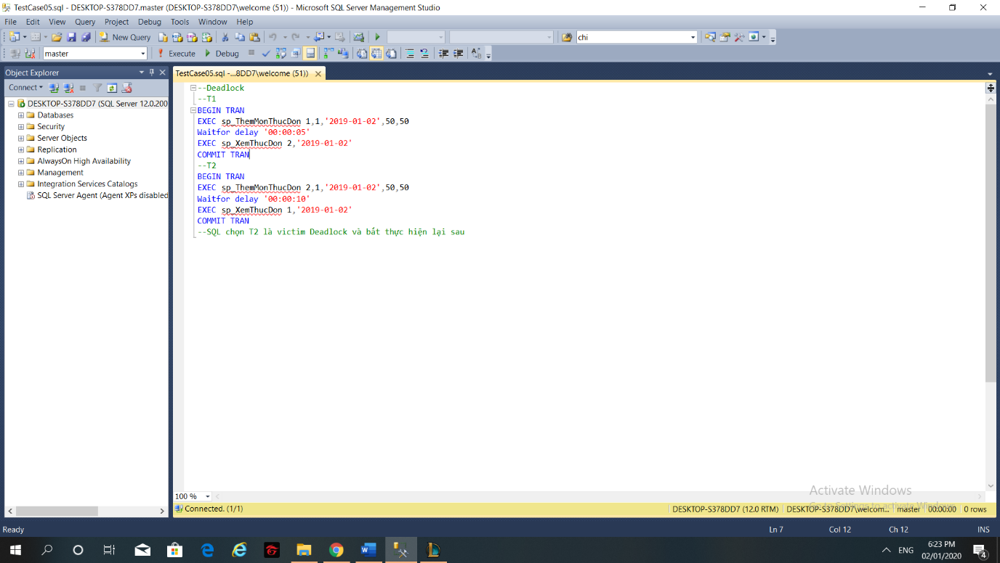 TestCase05.sql - DESKTOP-S378DD7.master (DESKTOP-S378DD7\welcome (51)) - Microsoft SQL Server Management Studio
File Edit View Query Project Debug Tools Window Help
New Query chi
master Execute Debug
Object Explorer
Connect
DESKTOP-S378DD7 (SQL Server 12.0.200
Databases
Security
Server Objects
Replication
AlwaysOn High Availability
Management
Integration Services Catalogs
SQL Server Agent (Agent XPs disabled
TestCase05.sql -...8DD7\welcome (51))
--Deadlock
--T1
BEGIN TRAN
EXEC sp_ThemMonThucDon 1,1,'2019-01-02',50,50
Waitfor delay '00:00:05'
EXEC sp_XemThucDon 2,'2019-01-02'
COMMIT TRAN
--T2
BEGIN TRAN
EXEC sp_ThemMonThucDon 2,1,'2019-01-02',50,50
Waitfor delay '00:00:10'
EXEC sp_XemThucDon 1,'2019-01-02'
COMMIT TRAN
--SQL chọn T2 là victim Deadlock và bắt thực hiện lại sau
100 %
Activate Windows
Go to Settings to activate Windows.
Connected. (1/1) DESKTOP-S378DD7 (12.0 RTM) DESKTOP-S378DD7\welcom... master 00:00:00 0 rows
Ready Ln 7 Col 12 Ch 12 INS
ENG 6:23 PM
02/01/2020 4